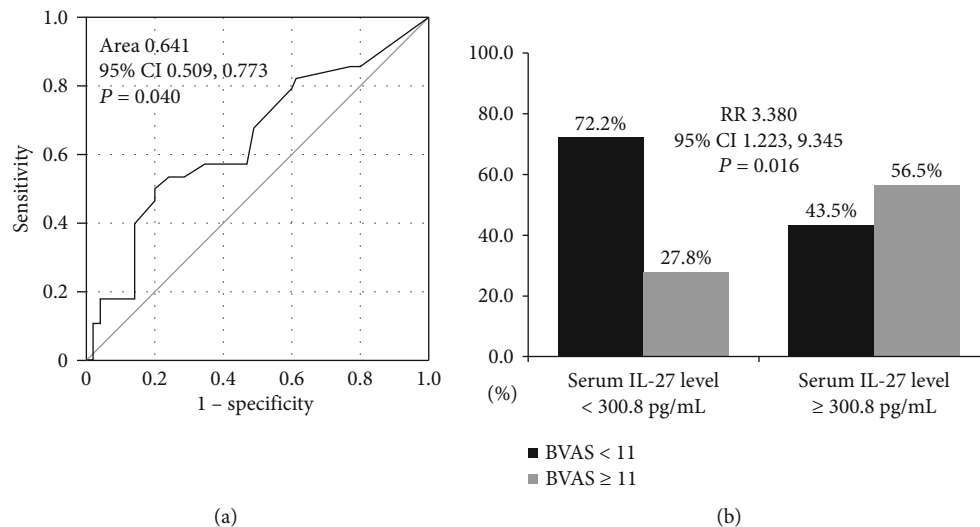 1.0
0.8
0.6
0.4
0.2
0
Sensitivity
Area 0.641
95% CI 0.509, 0.773
P = 0.040
0 0.2 0.4 0.6 0.8 1.0
1 – specificity
(a)
100.0
80.0
60.0
40.0
20.0
0.0
(%)
72.2%
27.8%
RR 3.380
95% CI 1.223, 9.345
P = 0.016
43.5%
56.5%
Serum IL-27 level
< 300.8 pg/mL
Serum IL-27 level
≥ 300.8 pg/mL
BVAS < 11
BVAS ≥ 11
(b)